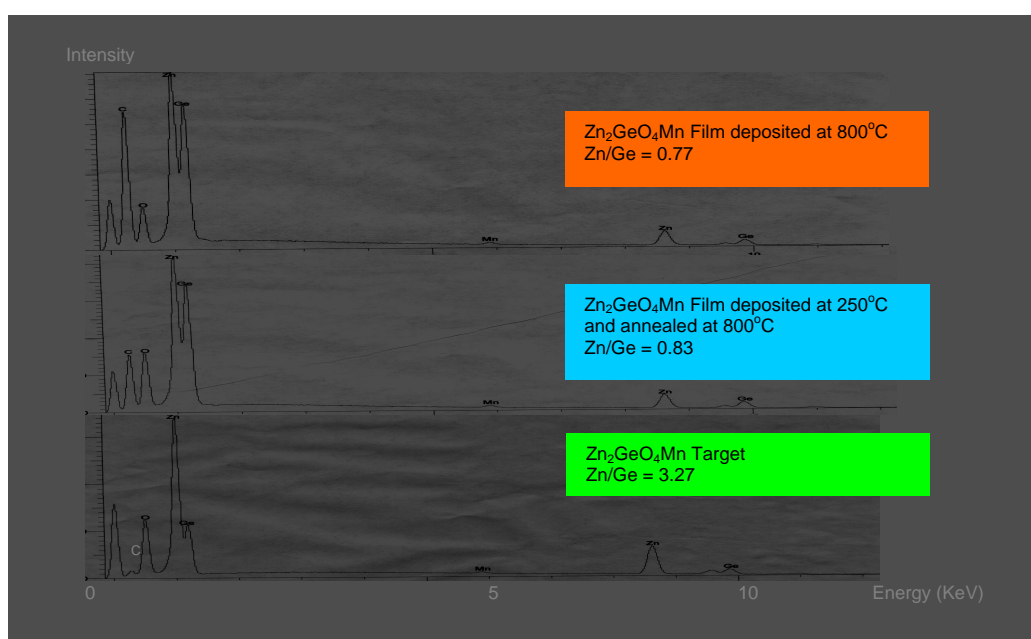 Intensity
Zn
Ge
C
O
Mn
Zn
Ge
10
Zn2GeO4Mn Film deposited at 800°C
Zn/Ge = 0.77
Zn
Ge
C
O
Mn
Zn
Ge
Zn2GeO4Mn Film deposited at 250°C
and annealed at 800°C
Zn/Ge = 0.83
Zn
O
Ge
C
Mn
Zn
Ge
Zn2GeO4Mn Target
Zn/Ge = 3.27
0 5 10 Energy (KeV)